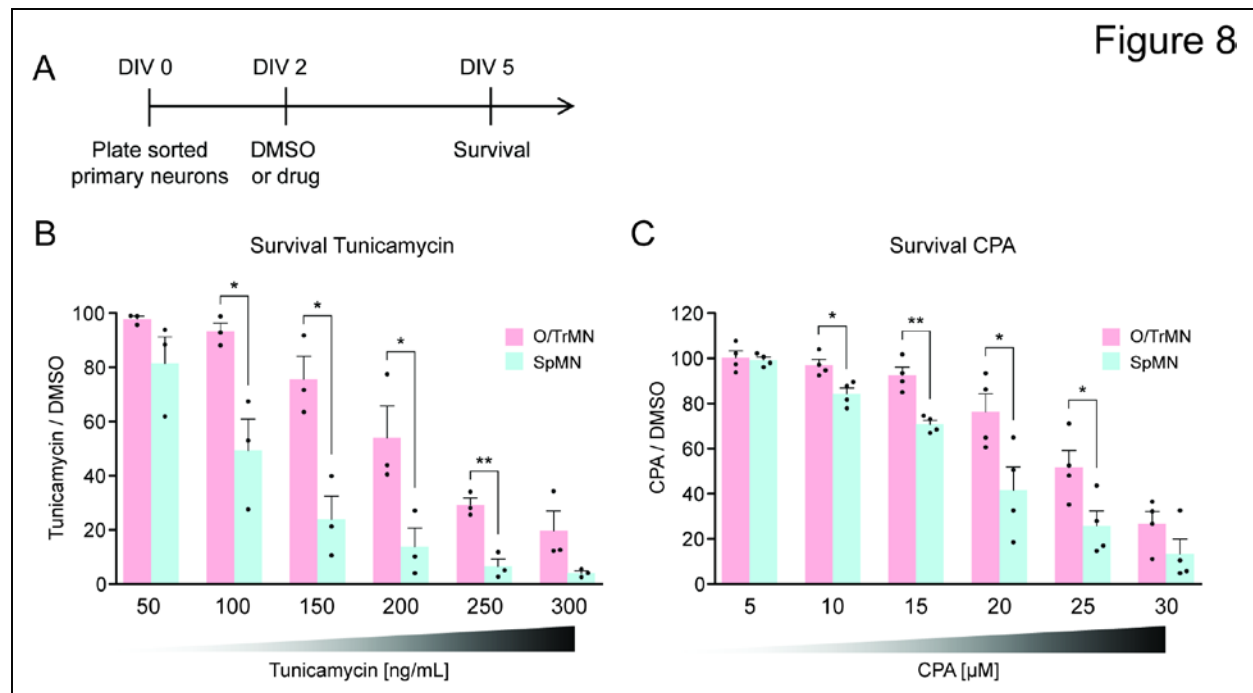 Figure 8
A
DIV 0 DIV 2 DIV 5
Plate sorted DMSO Survival
primary neurons or drug
B
Survival Tunicamycin
Tunicamycin / DMSO
100
80
60
40
20
0
* * * **
O/TrMN
SpMN
50 100 150 200 250 300
Tunicamycin [ng/mL]
C
Survival CPA
CPA / DMSO
120
100
80
60
40
20
0
* ** * *
O/TrMN
SpMN
5 10 15 20 25 30
CPA [µM]